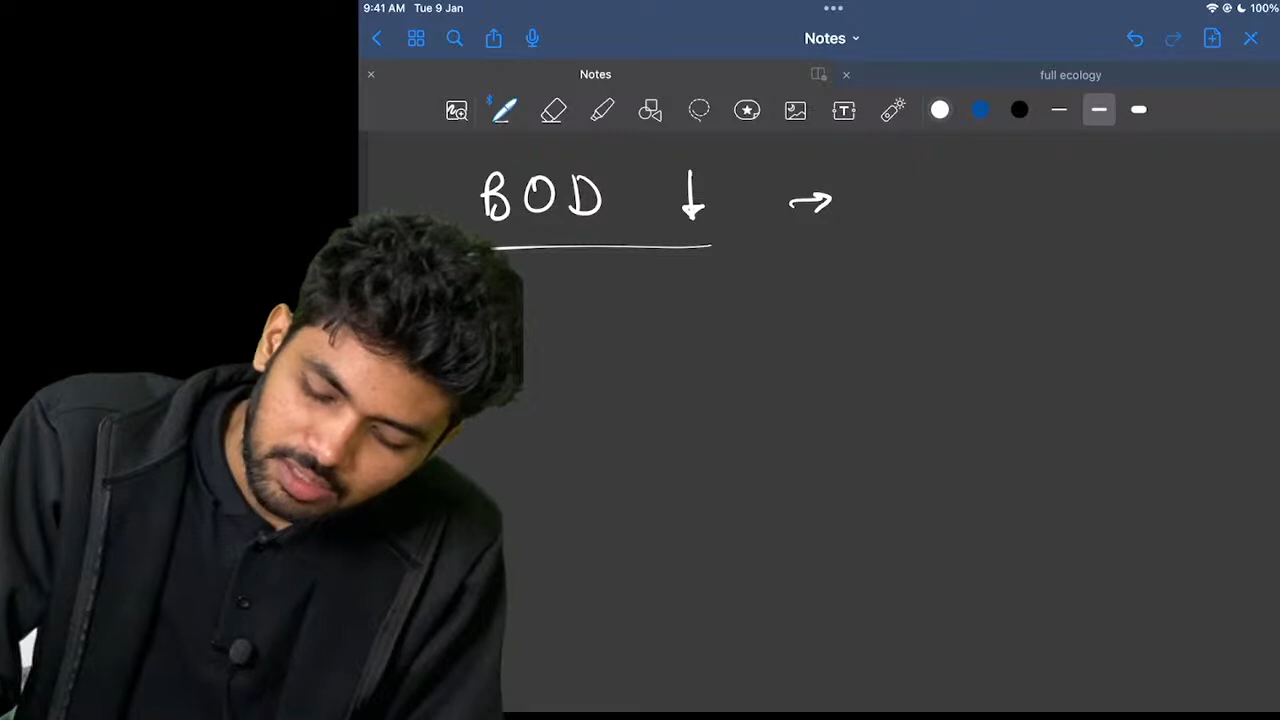 9:41 AM Tue 9 Jan 100%
Notes
Notes full ecology
T
BOD ↓ →